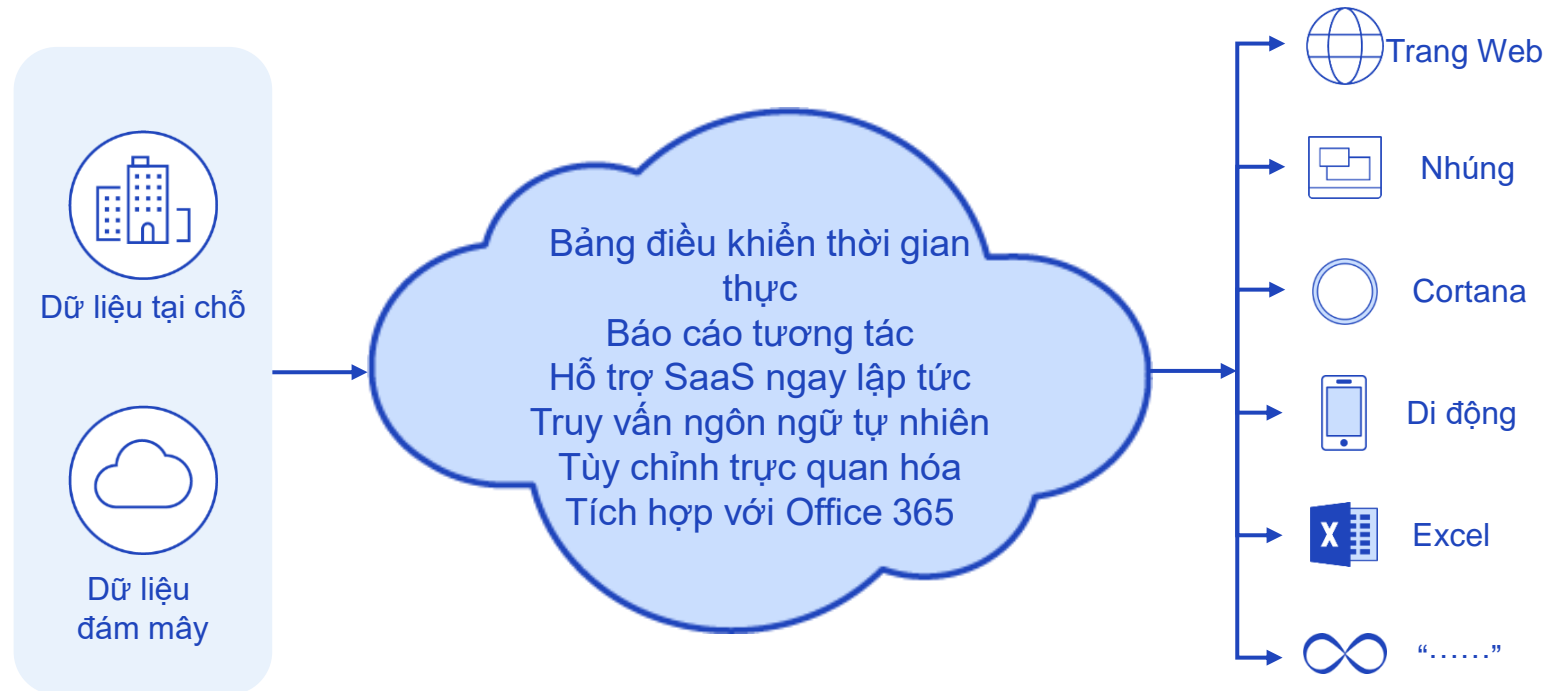 Dữ liệu tại chỗ
Dữ liệu
đám mây
Bảng điều khiển thời gian
thực
Báo cáo tương tác
Hỗ trợ SaaS ngay lập tức
Truy vấn ngôn ngữ tự nhiên
Tùy chỉnh trực quan hóa
Tích hợp với Office 365
Trang Web
Nhúng
Cortana
Di động
X
Excel
“……”